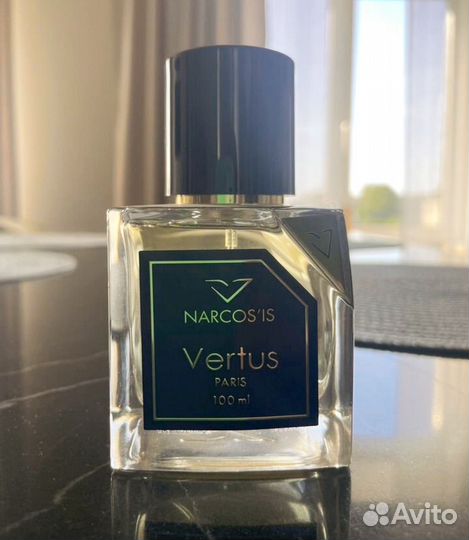 NARCOS'IS
Vertus
PARIS
100 ml
Avito